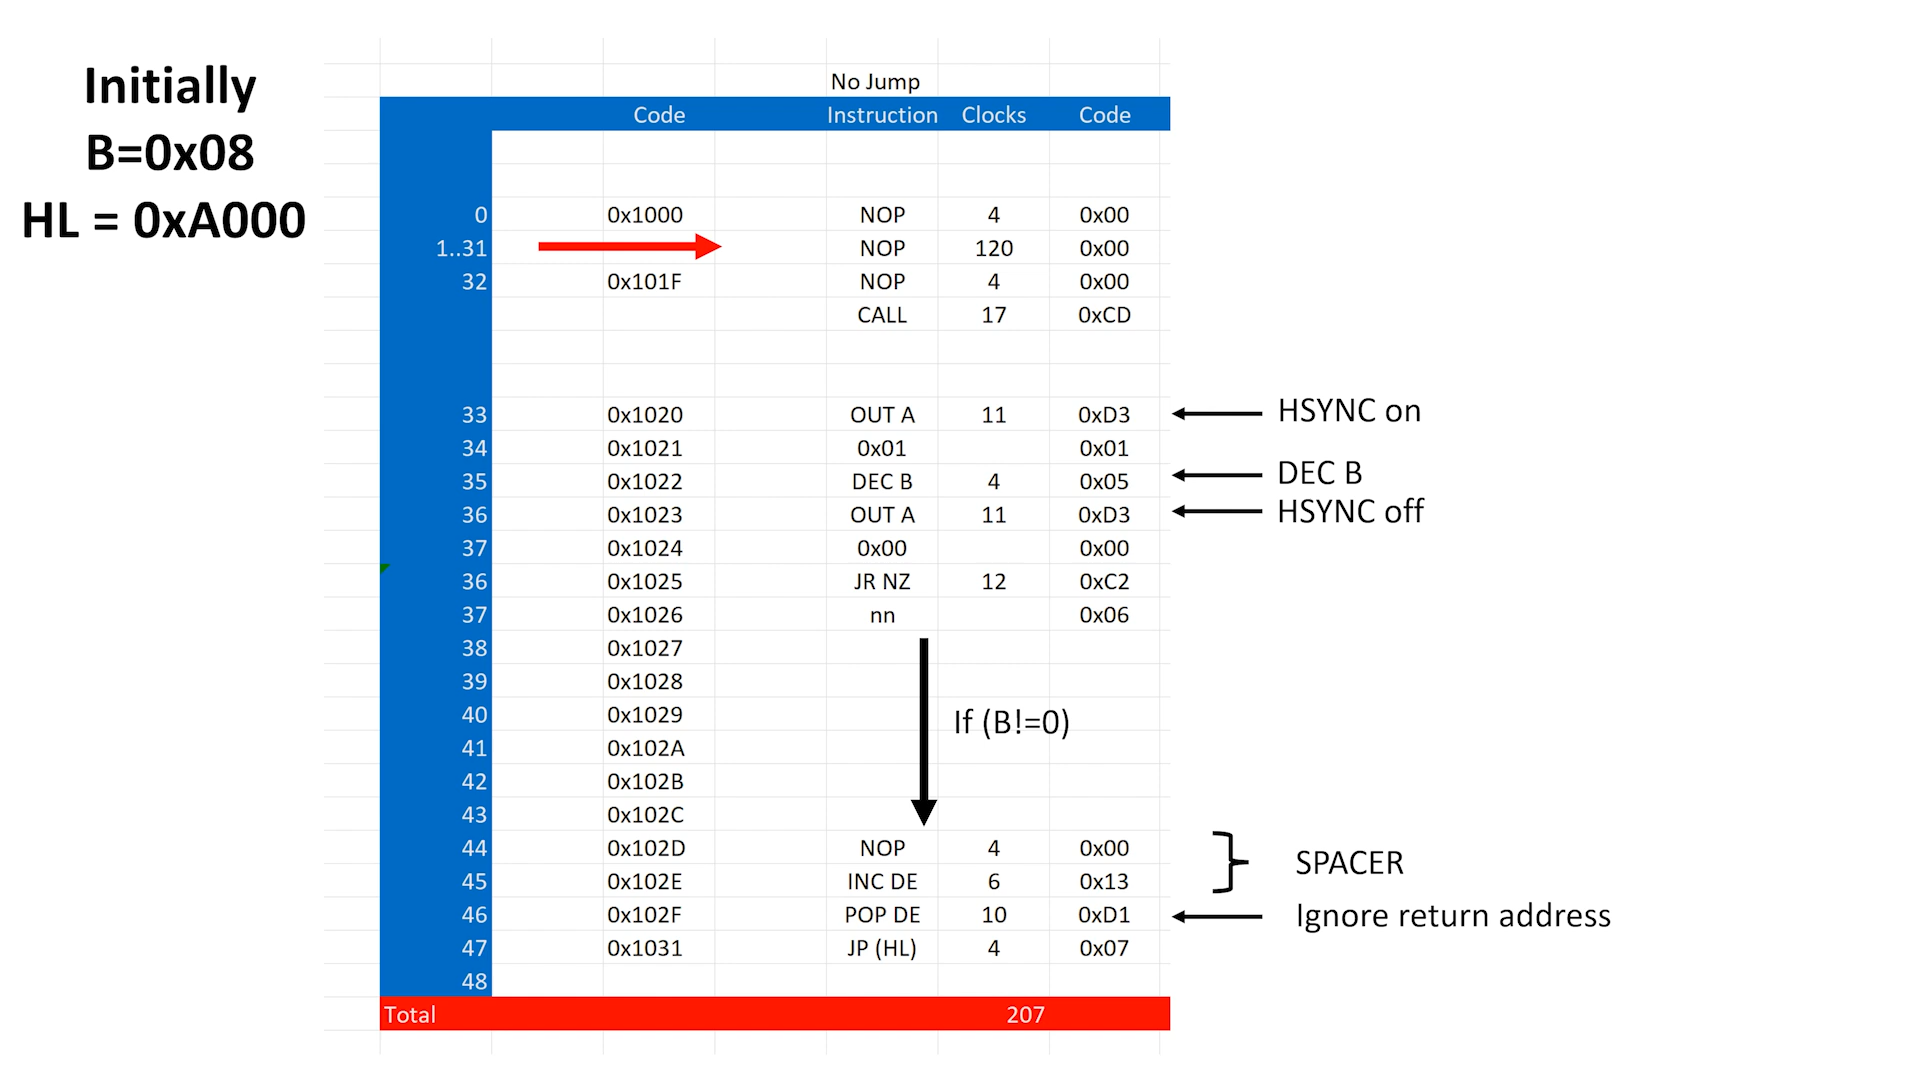 Initially
B=0x08
HL = 0xA000
No Jump
Code Instruction Clocks Code
0 0x1000 NOP 4 0x00
1..31 NOP 120 0x00
32 0x101F NOP 4 0x00
CALL 17 0xCD
33 0x1020 OUT A 11 0xD3 HSYNC on
34 0x1021 0x01 0x01
35 0x1022 DEC B 4 0x05 DEC B
36 0x1023 OUT A 11 0xD3 HSYNC off
37 0x1024 0x00 0x00
36 0x1025 JR NZ 12 0xC2
37 0x1026 nn 0x06
38 0x1027
39 0x1028
40 0x1029
If (B!=0)
41 0x102A
42 0x102B
43 0x102C
44 0x102D NOP 4 0x00
SPACER
45 0x102E INC DE 6 0x13
46 0x102F POP DE 10 0xD1 Ignore return address
47 0x1031 JP (HL) 4 0x07
48
Total 207